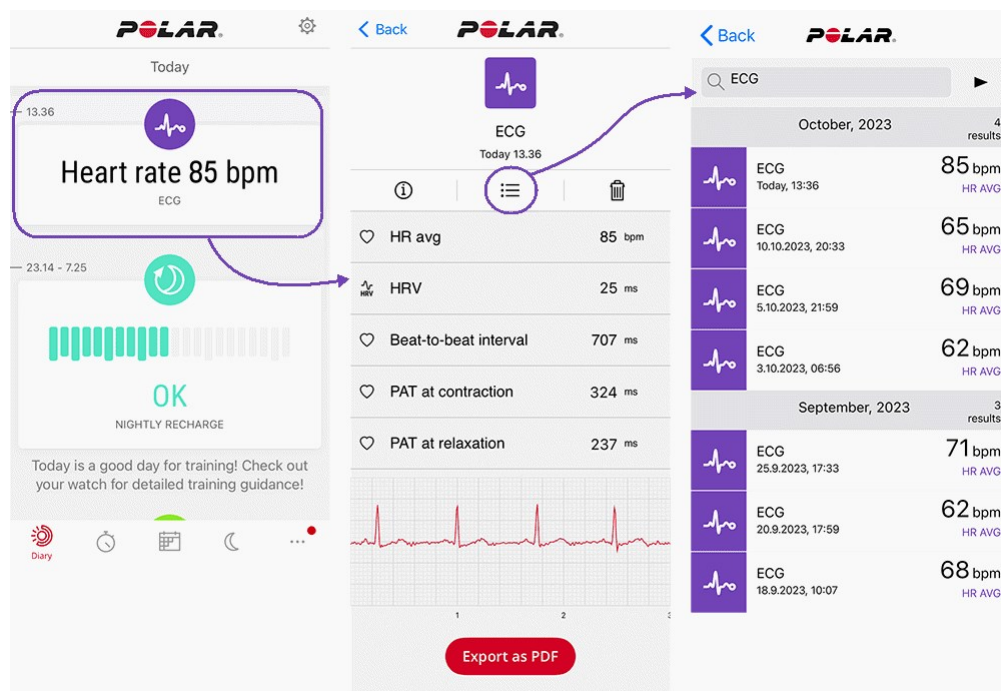 POLAR.
Today
13.36
Heart rate 85 bpm
ECG
23.14 - 7.25
OK
NIGHTLY RECHARGE
Today is a good day for training! Check out
your watch for detailed training guidance!
Diary
Back
POLAR.
ECG
Today 13.36
HR avg 85 bpm
HRV HRV 25 ms
Beat-to-beat interval 707 ms
PAT at contraction 324 ms
PAT at relaxation 237 ms
1 2
Export as PDF
Back
POLAR.
ECG
October, 2023 4
results
ECG 85 bpm
Today, 13:36 HR AVG
ECG 65 bpm
10.10.2023, 20:33 HR AVG
ECG 69 bpm
5.10.2023, 21:59 HR AVG
ECG 62 bpm
3.10.2023, 06:56 HR AVG
September, 2023 3
results
ECG 71 bpm
25.9.2023, 17:33 HR AVG
ECG 62 bpm
20.9.2023, 17:59 HR AVG
ECG 68 bpm
18.9.2023, 10:07 HR AVG